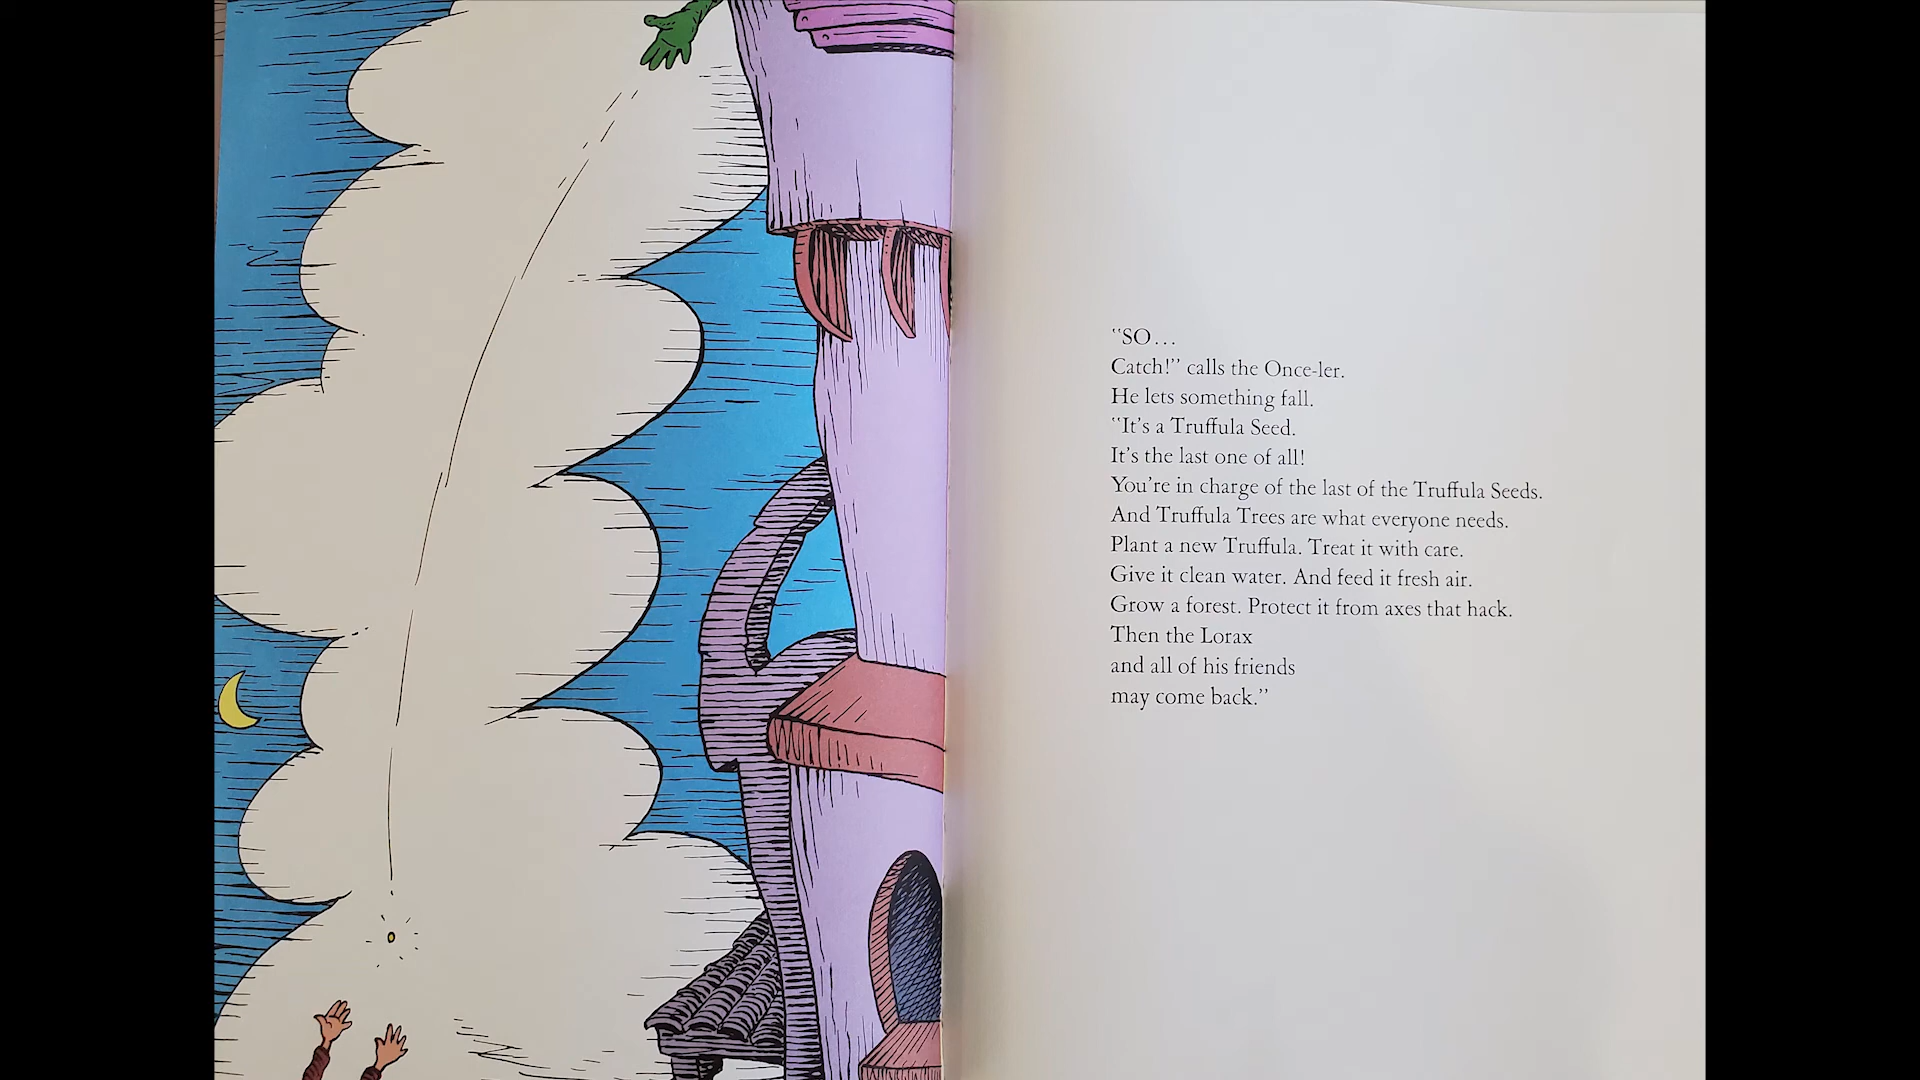 "SO...
Catch!" calls the Once-ler.
He lets something fall.
"It's a Truffula Seed.
It's the last one of all!
You're in charge of the last of the Truffula Seeds.
And Truffula Trees are what everyone needs.
Plant a new Truffula. Treat it with care.
Give it clean water. And feed it fresh air.
Grow a forest. Protect it from axes that hack.
Then the Lorax
and all of his friends
may come back."